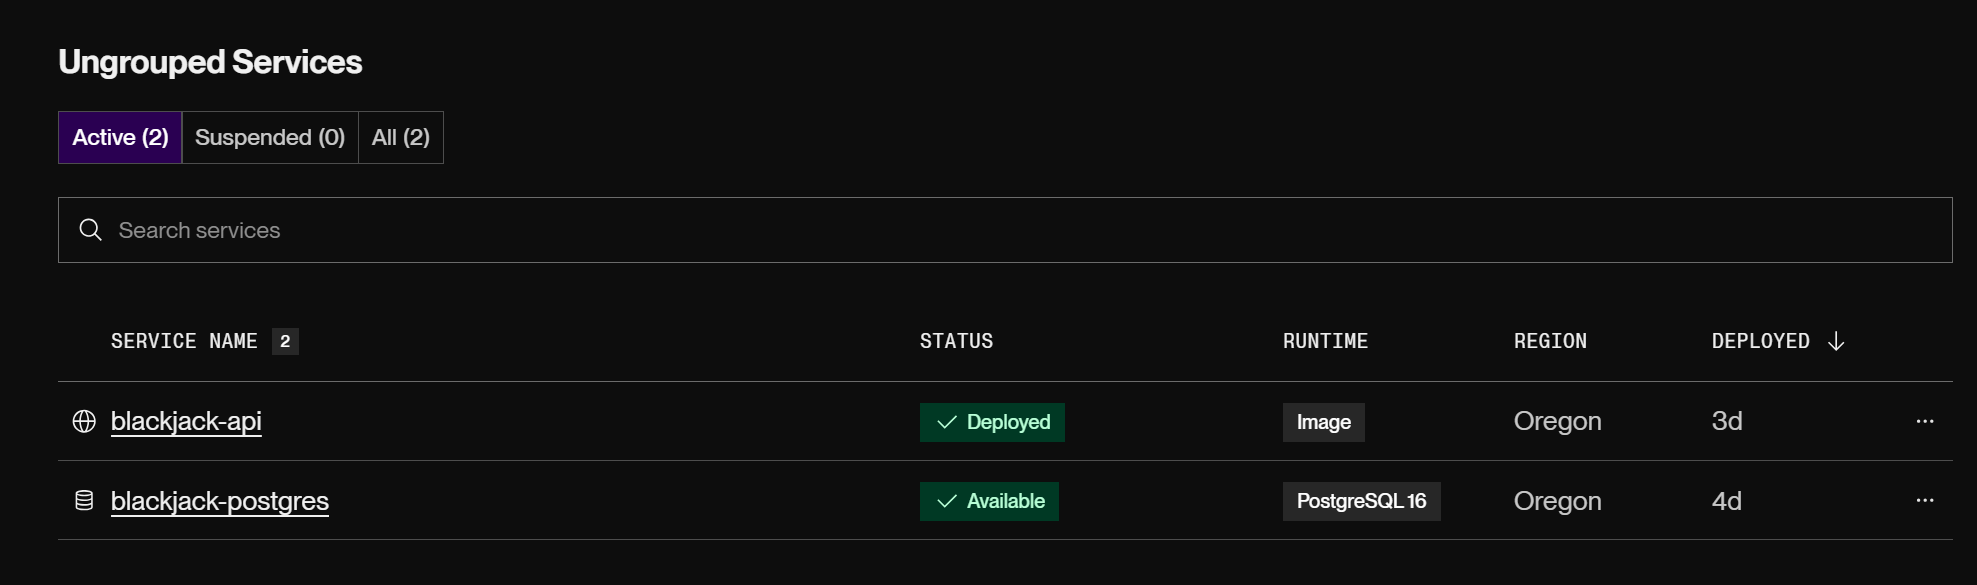 Ungrouped Services
Active (2) Suspended (0) All (2)
Search services
SERVICE NAME 2 STATUS RUNTIME REGION DEPLOYED
blackjack-api Deployed Image Oregon 3d
blackjack-postgres Available PostgreSQL 16 Oregon 4d